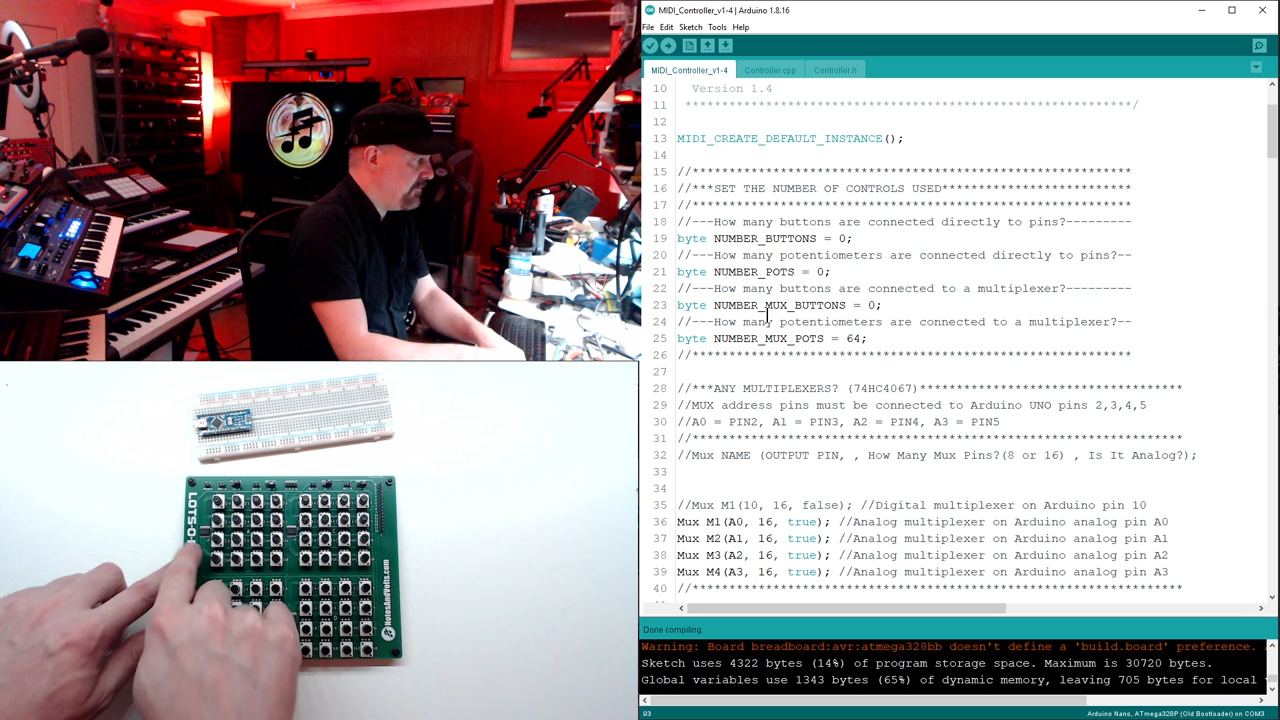 MIDI_Controller_v1-4 | Arduino 1.8.16
File Edit Sketch Tools Help
MIDI_Controller_v1-4 Controller.cpp Controller.h
10 Version 1.4
11 *************************************************************/
12
13 MIDI_CREATE_DEFAULT_INSTANCE();
14
15 //************************************************************
16 //***SET THE NUMBER OF CONTROLS USED**************************
17 //************************************************************
18 //---How many buttons are connected directly to pins?---------
19 byte NUMBER_BUTTONS = 0;
20 //---How many potentiometers are connected directly to pins?--
21 byte NUMBER_POTS = 0;
22 //---How many buttons are connected to a multiplexer?---------
23 byte NUMBER_MUX_BUTTONS = 0;
24 //---How many potentiometers are connected to a multiplexer?--
25 byte NUMBER_MUX_POTS = 64;
26 //************************************************************
27
28 //***ANY MULTIPLEXERS? (74HC4067)************************************
29 //MUX address pins must be connected to Arduino UNO pins 2,3,4,5
30 //A0 = PIN2, A1 = PIN3, A2 = PIN4, A3 = PIN5
31 //*******************************************************************
32 //Mux NAME (OUTPUT PIN, , How Many Mux Pins?(8 or 16) , Is It Analog?);
33
34
35 //Mux M1(10, 16, false); //Digital multiplexer on Arduino pin 10
36 Mux M1(A0, 16, true); //Analog multiplexer on Arduino analog pin A0
37 Mux M2(A1, 16, true); //Analog multiplexer on Arduino analog pin A1
38 Mux M3(A2, 16, true); //Analog multiplexer on Arduino analog pin A2
39 Mux M4(A3, 16, true); //Analog multiplexer on Arduino analog pin A3
40 //*******************************************************************
Done compiling.
Warning: Board breadboard:avr:atmega328bb doesn't define a 'build.board' preference.
Sketch uses 4322 bytes (14%) of program storage space. Maximum is 30720 bytes.
Global variables use 1343 bytes (65%) of dynamic memory, leaving 705 bytes for local
93 Arduino Nano, ATmega328P (Old Bootloader) on COM3
LOTS-O-
NotesAndVolts.com